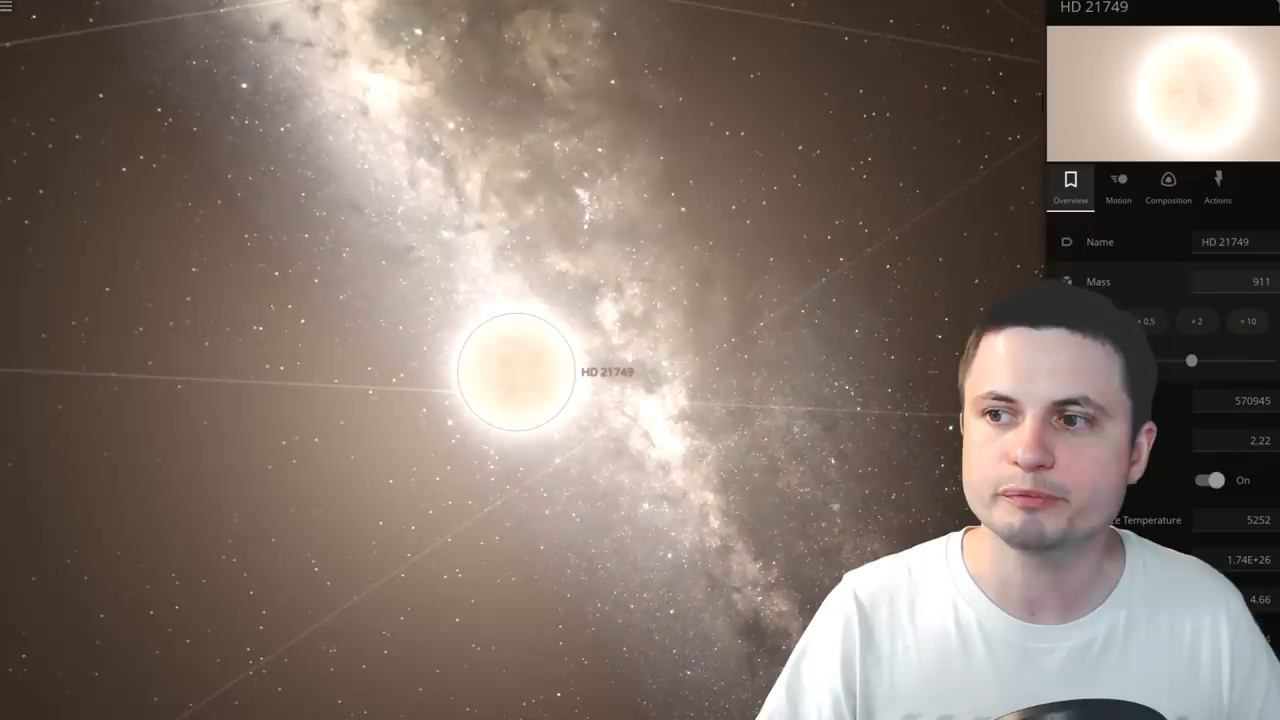 HD 21749
Overview
Motion
Composition
Actions
Name
HD 21749
Mass
911
× 0.5
× 2
× 10
HD 21749
570945
2.22
On
Temperature
5252
1.74E+26
4.66